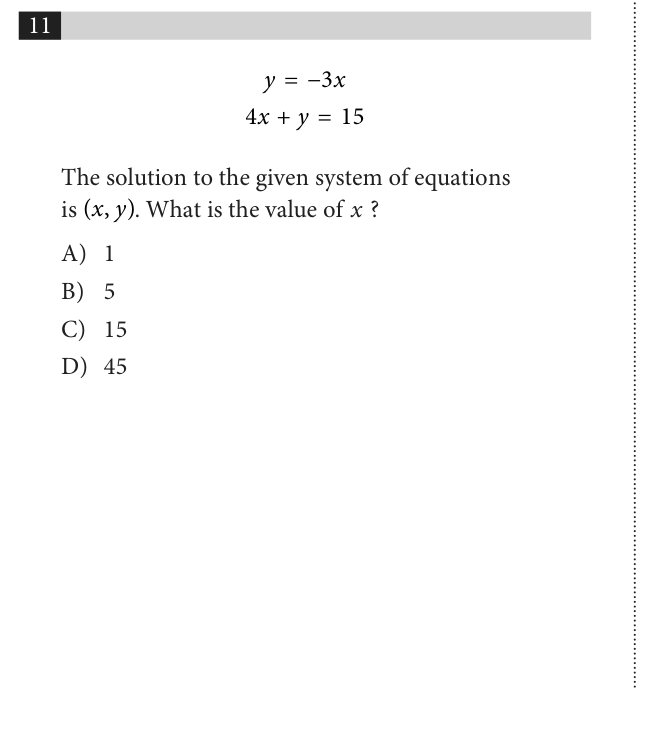 11
y = −3x
4x + y = 15
The solution to the given system of equations
is (x, y). What is the value of x ?
A) 1
B) 5
C) 15
D) 45